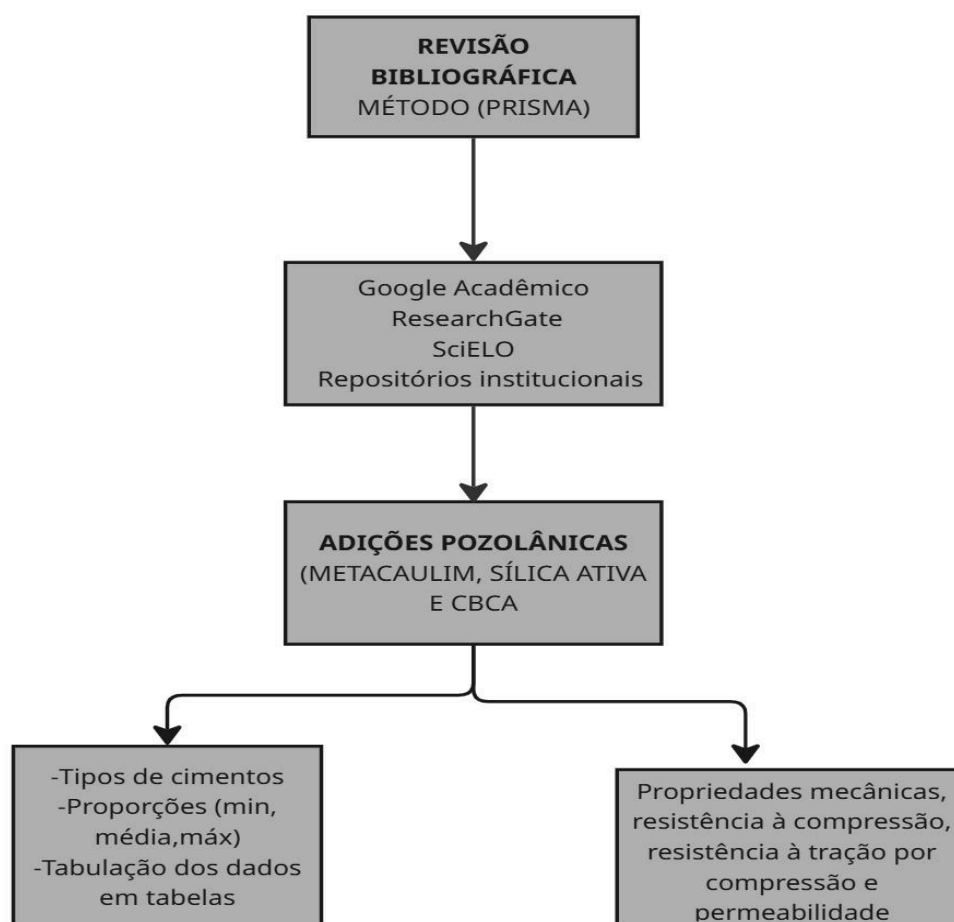 REVISÃO
BIBLIOGRÁFICA
MÉTODO (PRISMA)
Google Acadêmico
ResearchGate
SciELO
Repositórios institucionais
ADIÇÕES POZOLÂNICAS
(METACAULIM, SÍLICA ATIVA
E CBCA
-Tipos de cimentos
-Proporções (min,
média,máx)
-Tabulação dos dados
em tabelas
Propriedades mecânicas,
resistência à compressão,
resistência à tração por
compressão e
permeabilidade